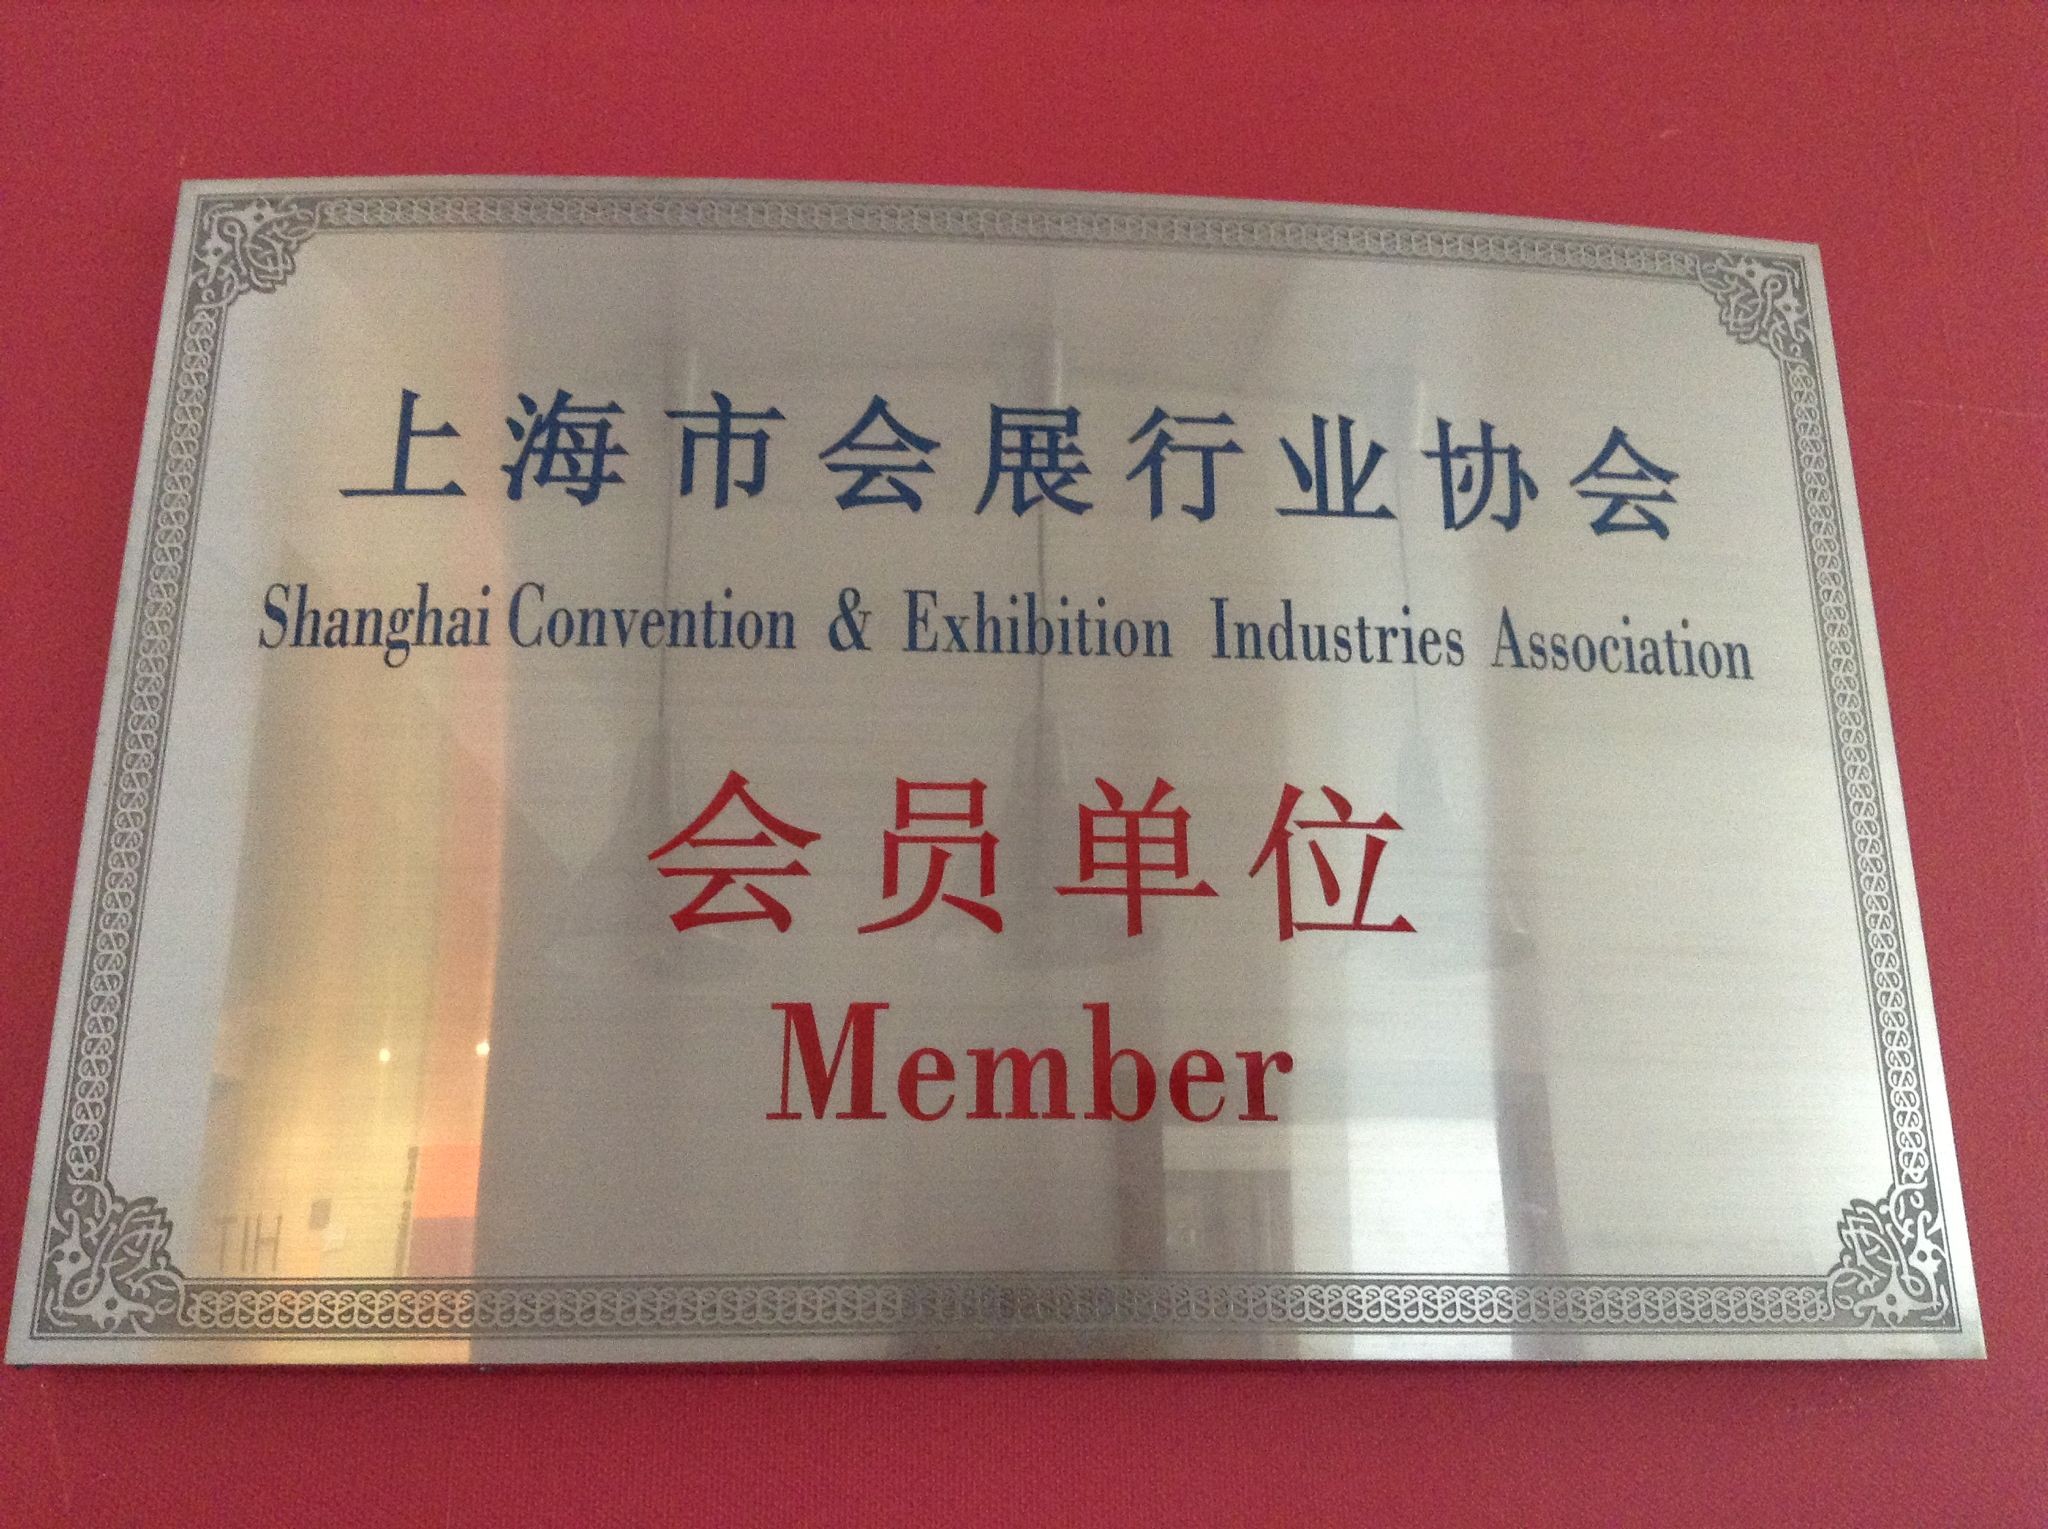 上海市会展行业协会
Shanghai Convention & Exhibition Industries Association
会员单位
Member